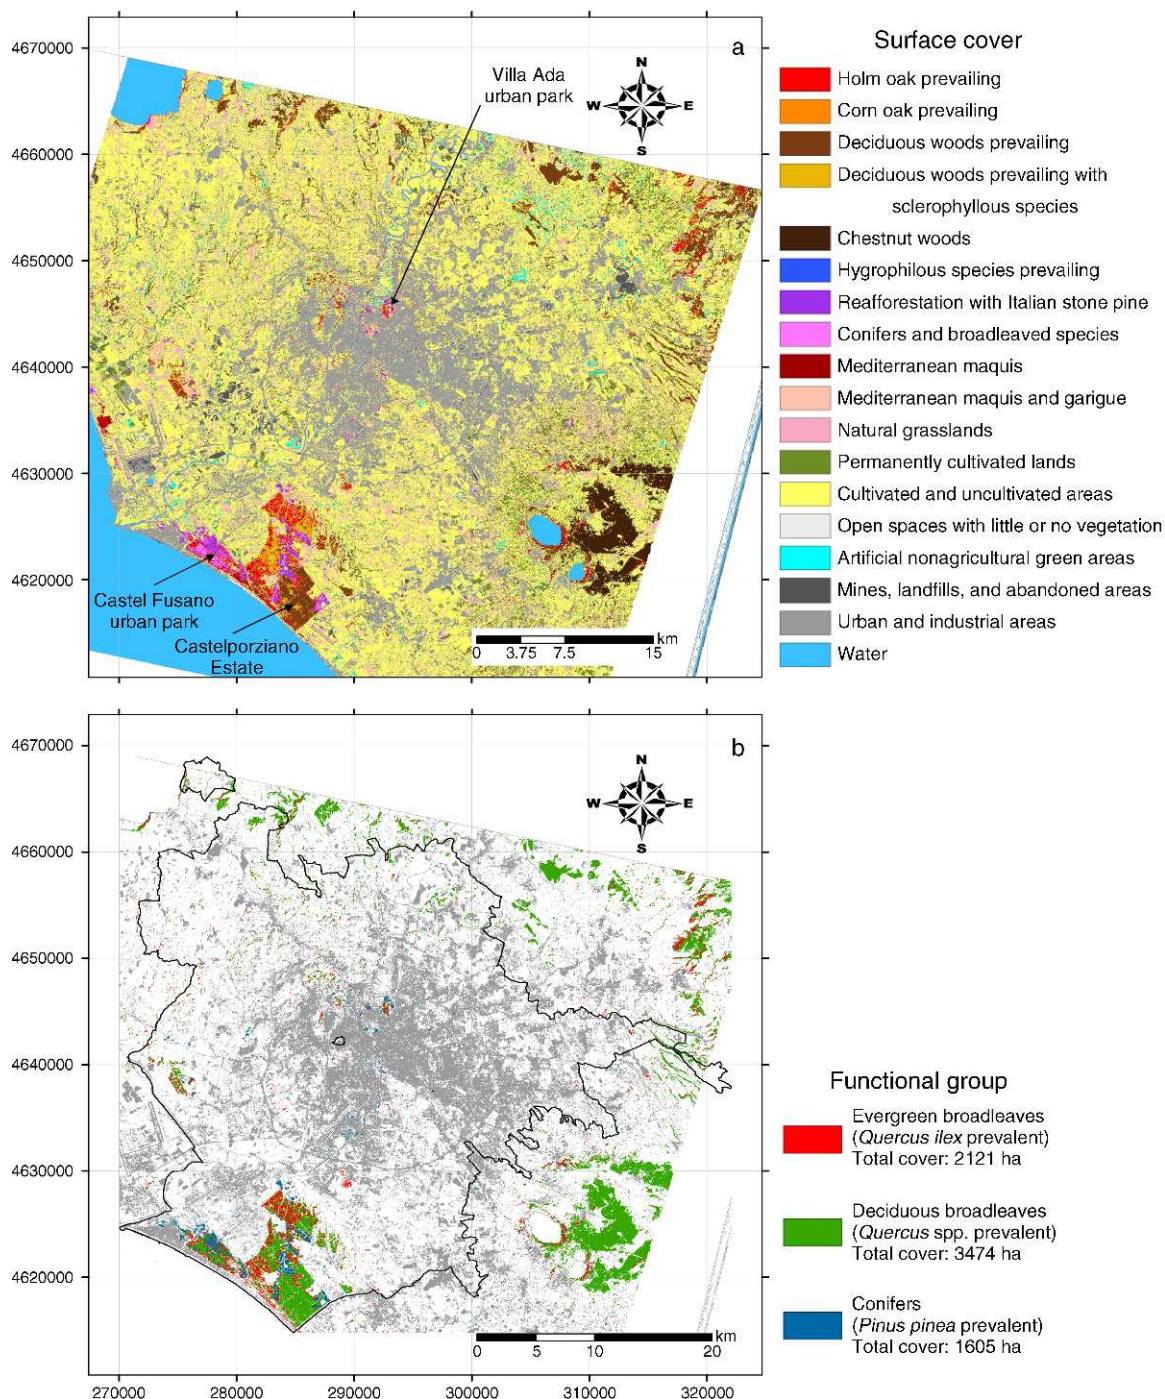 a
4670000
4660000
4650000
4640000
4630000
4620000
Villa Ada
urban park
N
W E
S
Castel Fusano
urban park
Castelporziano
Estate
km
0 3.75 7.5 15
Surface cover
Holm oak prevailing
Corn oak prevailing
Deciduous woods prevailing
Deciduous woods prevailing with
sclerophyllous species
Chestnut woods
Hygrophilous species prevailing
Reafforestation with Italian stone pine
Conifers and broadleaved species
Mediterranean maquis
Mediterranean maquis and garigue
Natural grasslands
Permanently cultivated lands
Cultivated and uncultivated areas
Open spaces with little or no vegetation
Artificial nonagricultural green areas
Mines, landfills, and abandoned areas
Urban and industrial areas
Water
b
4670000
4660000
4650000
4640000
4630000
4620000
N
W E
S
km
0 5 10 20
270000 280000 290000 300000 310000 320000
Functional group
Evergreen broadleaves
(Quercus ilex prevalent)
Total cover: 2121 ha
Deciduous broadleaves
(Quercus spp. prevalent)
Total cover: 3474 ha
Conifers
(Pinus pinea prevalent)
Total cover: 1605 ha